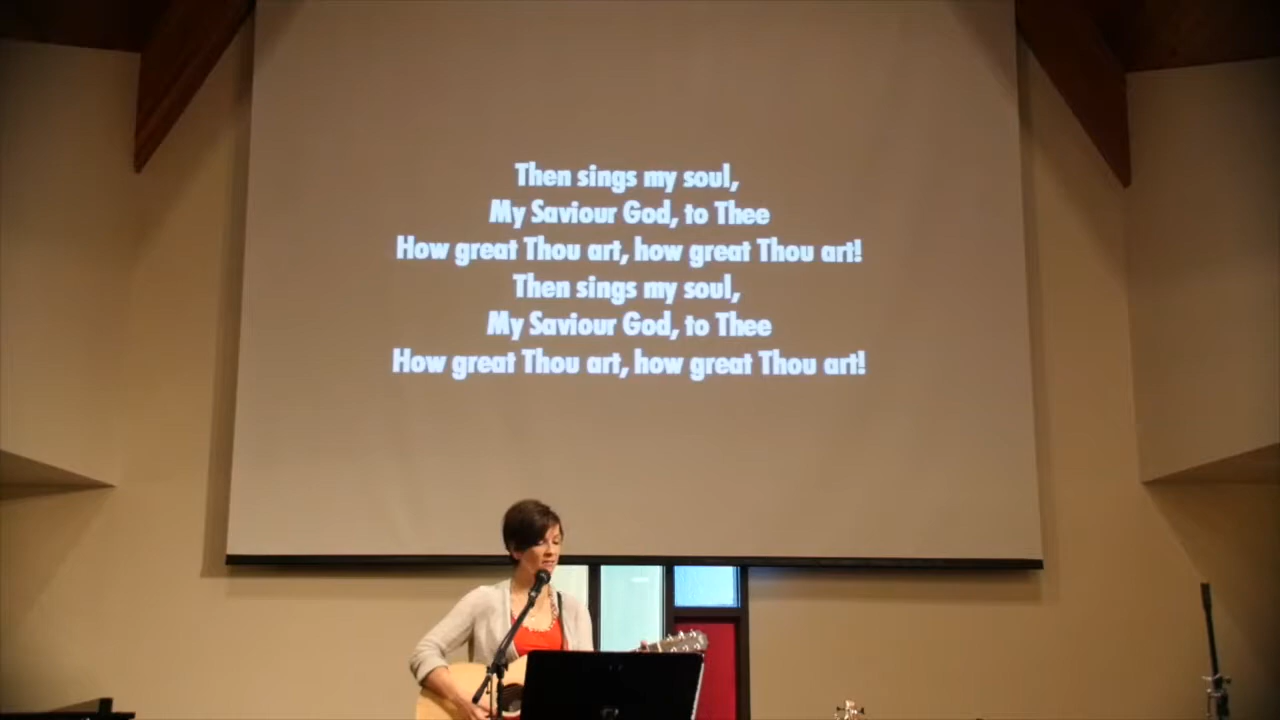 Then sings my soul,
My Saviour God, to Thee
How great Thou art, how great Thou art!
Then sings my soul,
My Saviour God, to Thee
How great Thou art, how great Thou art!